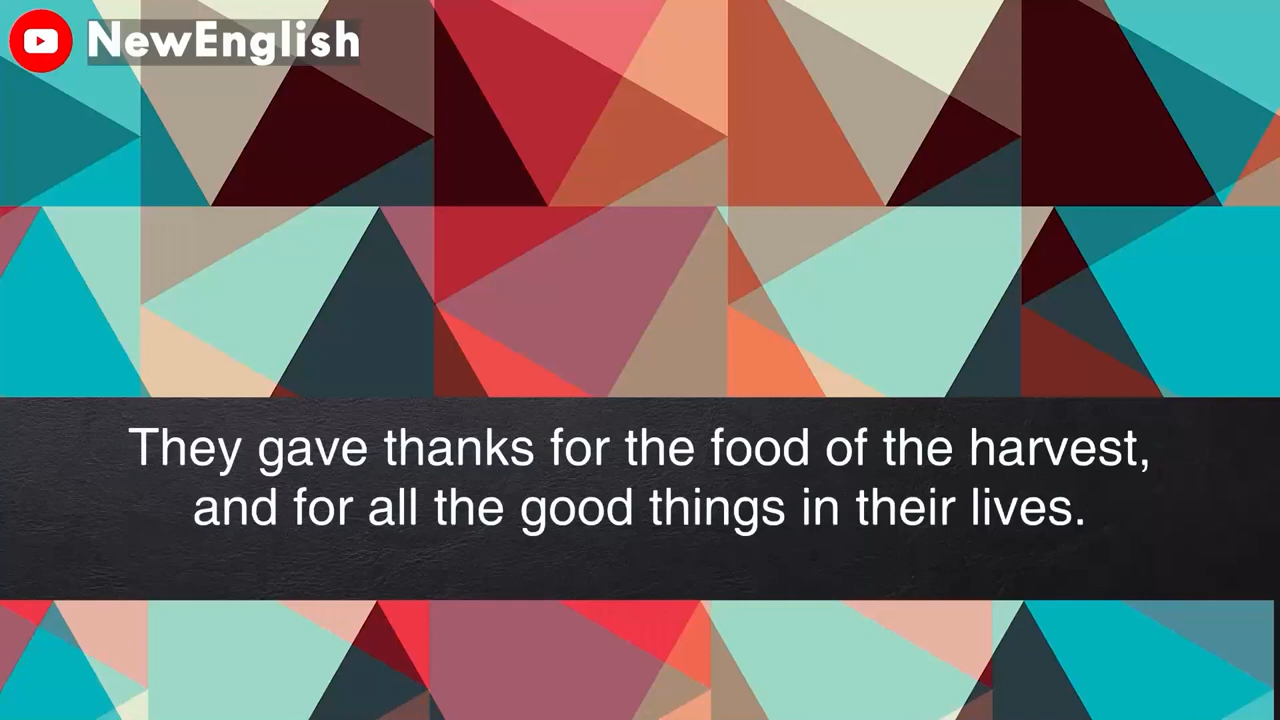 NewEnglish
They gave thanks for the food of the harvest,
and for all the good things in their lives.